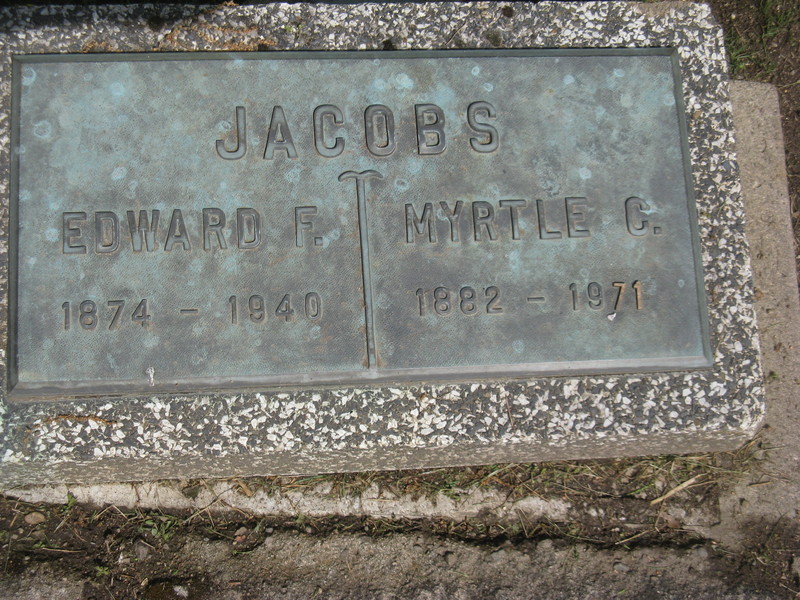 JACOBS
EDWARD F.
1874 - 1940
MYRTLE C.
1882 - 1971